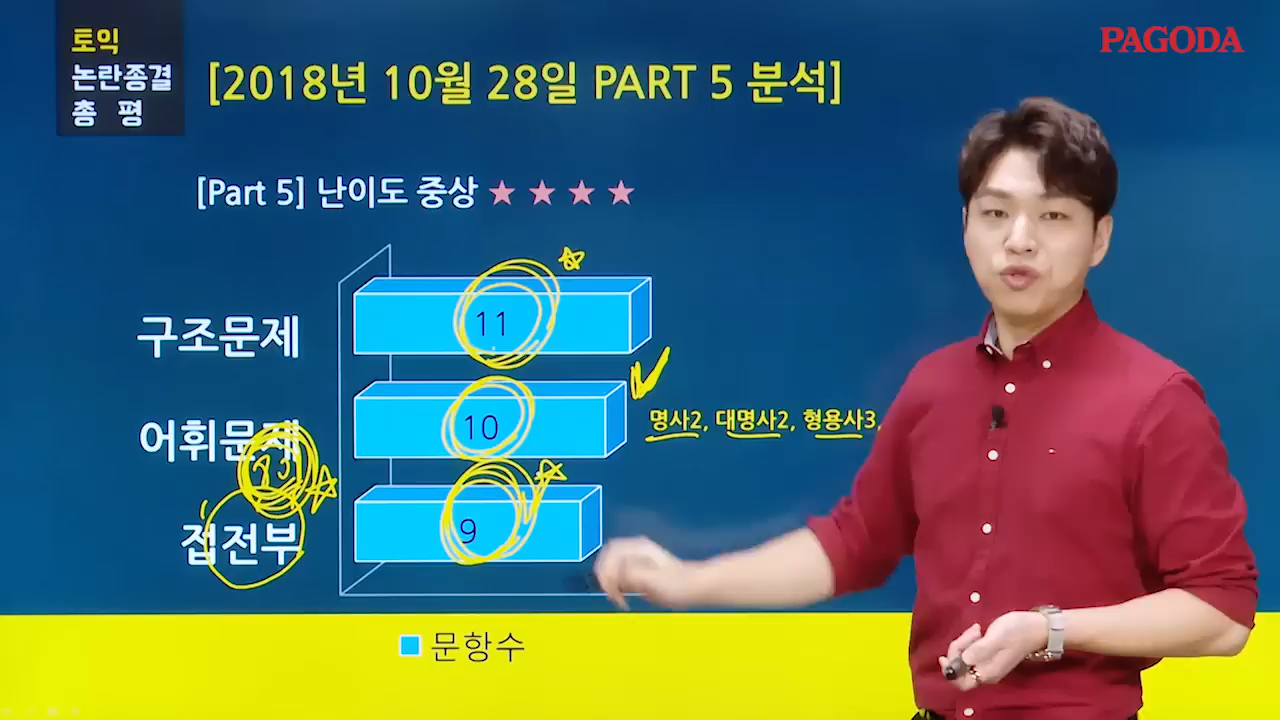 토익
논란종결
총 평
[2018년 10월 28일 PART 5 분석]
PAGODA
[Part 5] 난이도 중상 ★ ★ ★ ★
구조문제
11
어휘문제
10
명사2, 대명사2, 형용사3,
접전부
9
문항수